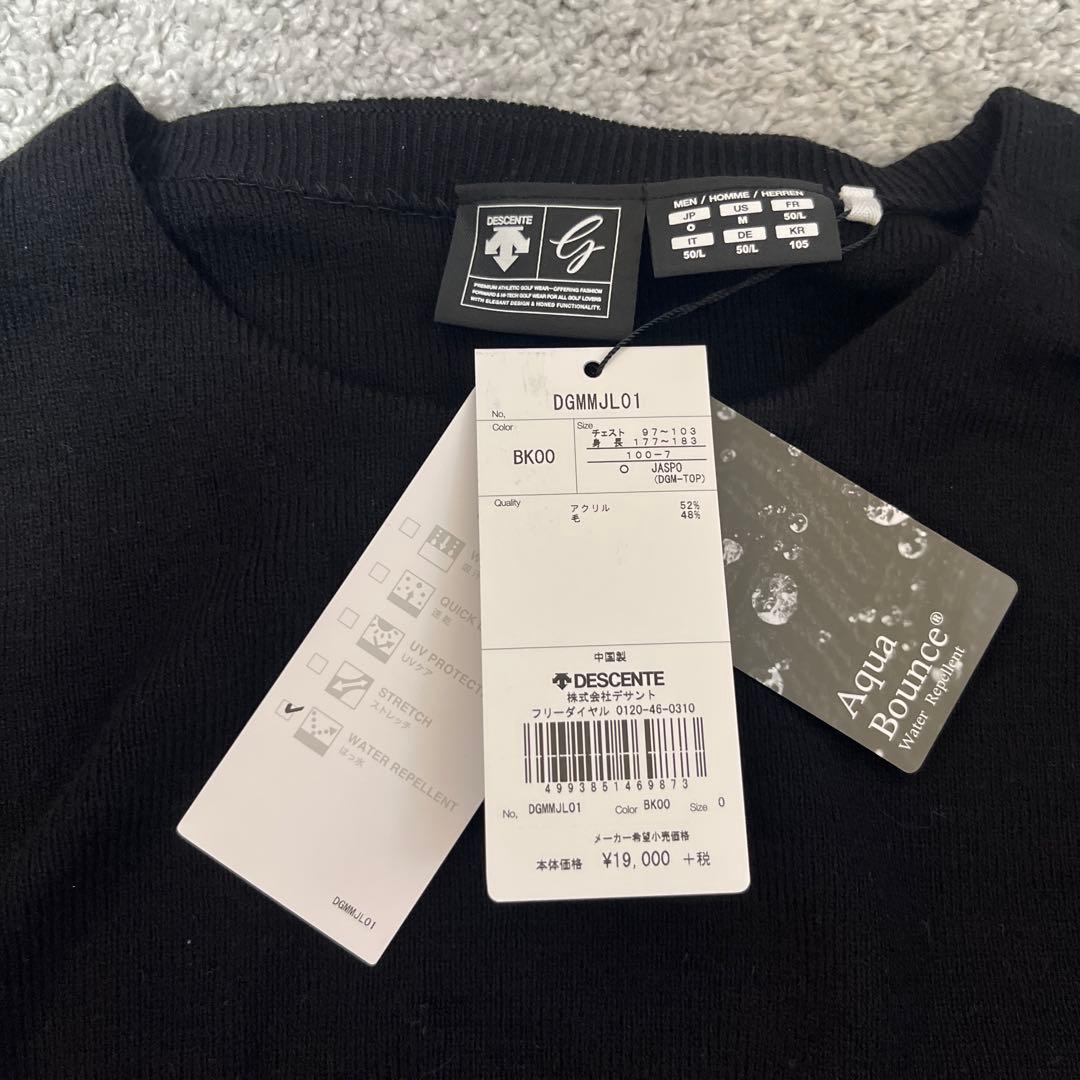 DESCENTE
PREMIUM ATHLETIC GOLF WEAR—OFFERING FASHION
FORWARD & HI-TECH GOLF WEAR FOR ALL GOLF LOVERS
WITH ELEGANT DESIGN & HONED FUNCTIONALITY.
MEN / HOMME / HERREN
JP US FR
O M 50/L
IT DE KR
50/L 50/L 105
No, DGMMJL01
Color
BK00
Size
チェスト 97~103
身長 177~183
100-7
O JASPO
(DGM-TOP)
Quality
アクリル 52%
毛 48%
中国製
DESCENTE
株式会社デサント
フリーダイヤル 0120-46-0310
4993851469873
No, DGMMJL01 Color BK00 Size O
メーカー希望小売価格
本体価格 ¥19,000 +税
QUICK
速乾
UV PROTECT
UVケア
STRETCH
ストレッチ
WATER REPELLENT
はっ水
DGMMJL01
Aqua
Bounce®
Water Repellent